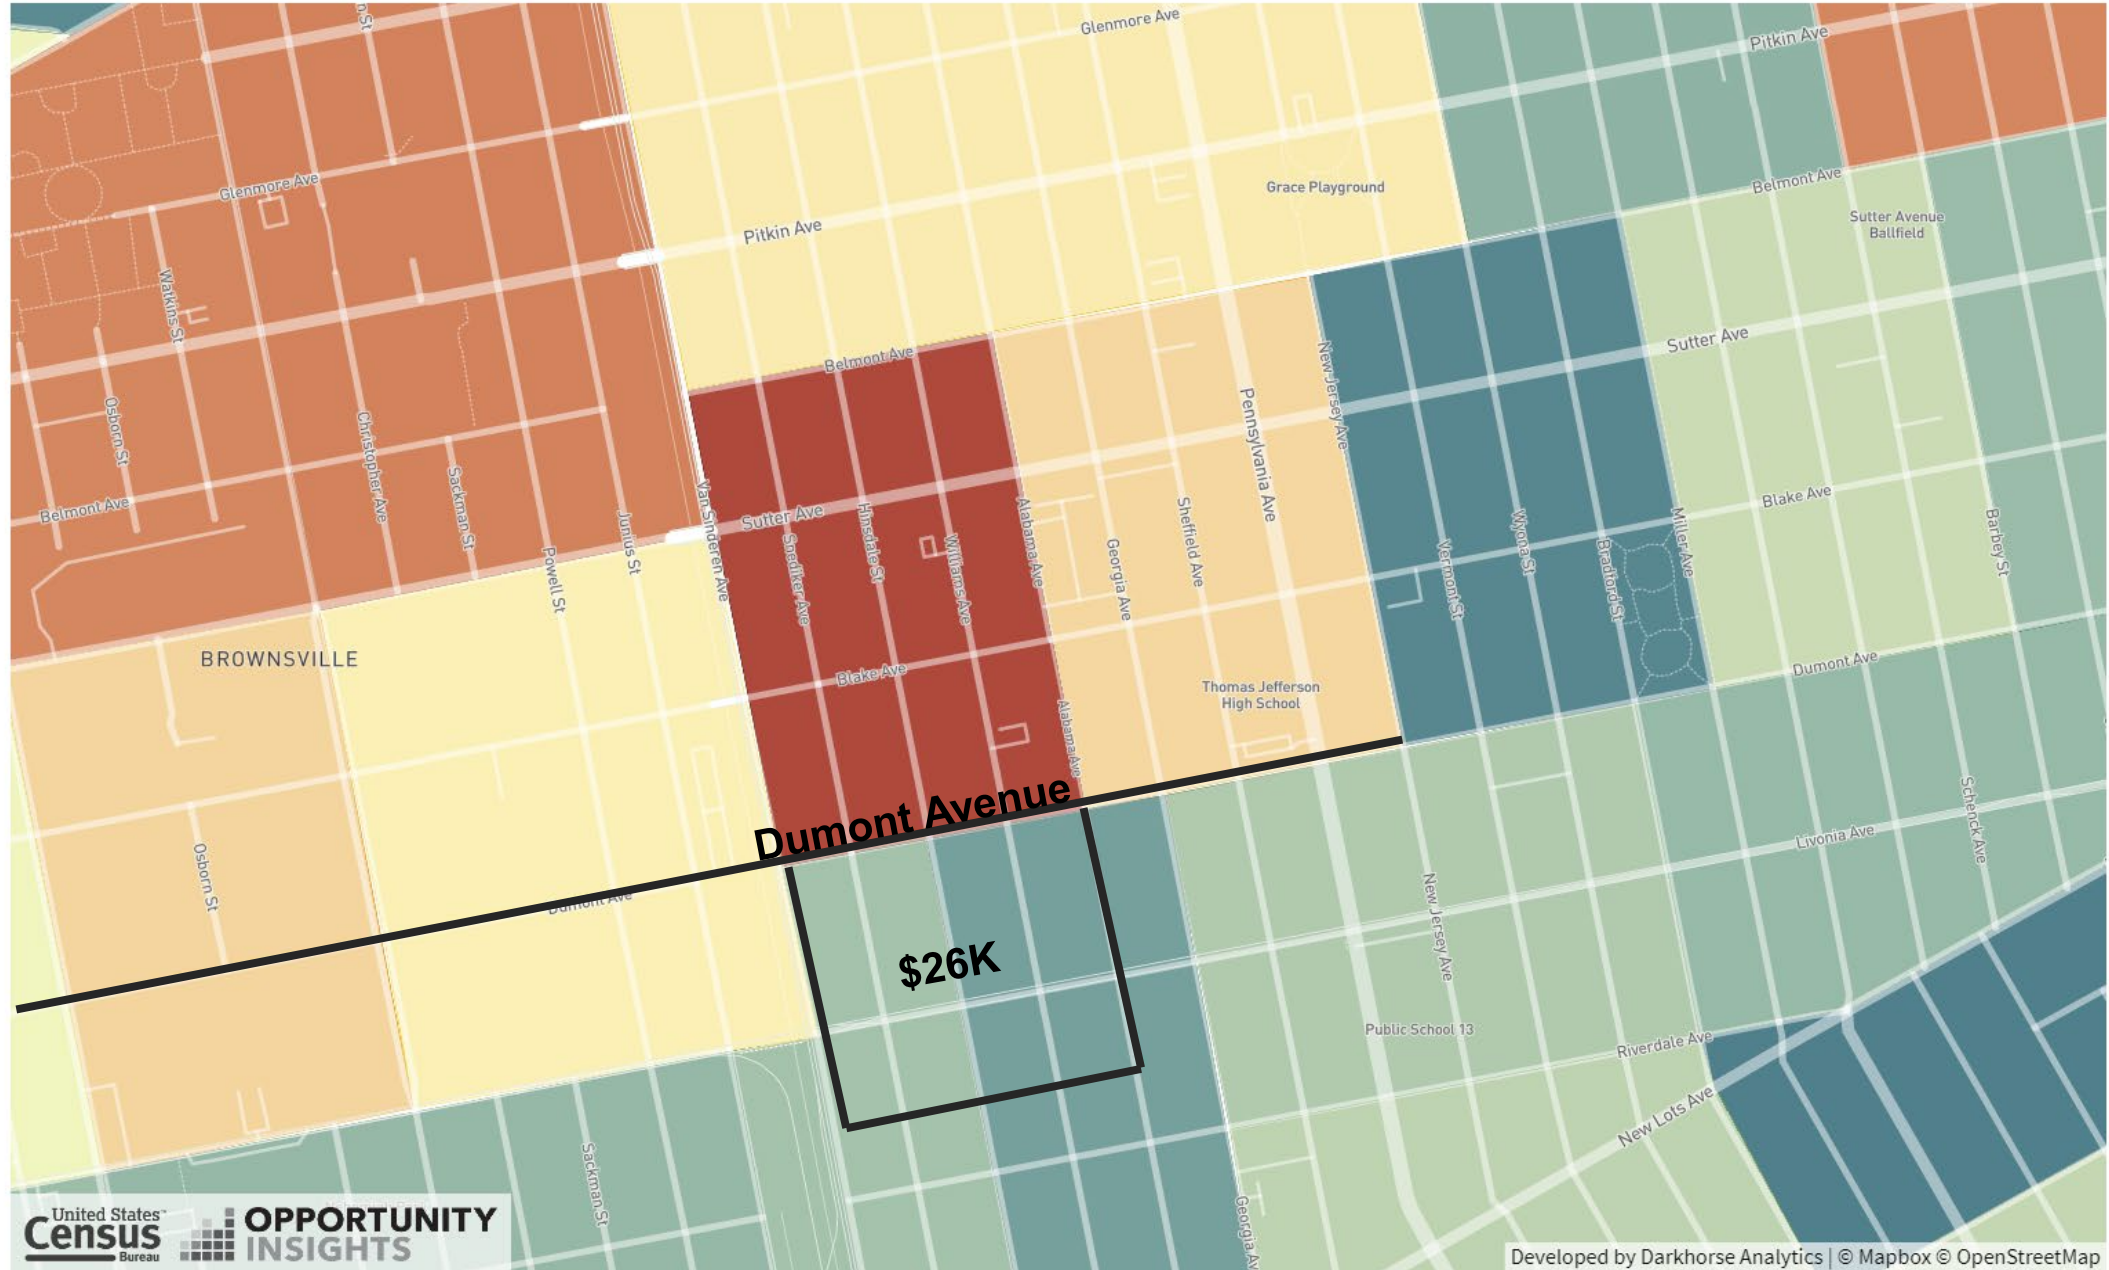 Glenmore Ave
Pitkin Ave
Glenmore Ave
Belmont Ave
Grace Playground
Sutter Avenue
Ballfield
Pitkin Ave
Watkins St
Sutter Ave
Belmont Ave
New Jersey Ave
Osborn St
Christopher Ave
Pennsylvania Ave
Sackman St
Van Sinderen Ave
Belmont Ave
Blake Ave
Sutter Ave
Junius St
Powell St
Snediker Ave
Hinsdale St
Williams Ave
Alabama Ave
Georgia Ave
Sheffield Ave
Vermont St
Wyona St
Bradford St
Miller Ave
Barbey St
BROWNSVILLE
Blake Ave
Dumont Ave
Thomas Jefferson
High School
Alabama Ave
Dumont Avenue
Schenck Ave
Livonia Ave
Osborn St
Dumont Ave
New Jersey Ave
$26K
Public School 13
Riverdale Ave
New Lots Ave
Sackman St
Georgia Av
United States
Census
Bureau
OPPORTUNITY
INSIGHTS
Developed by Darkhorse Analytics | © Mapbox © OpenStreetMap